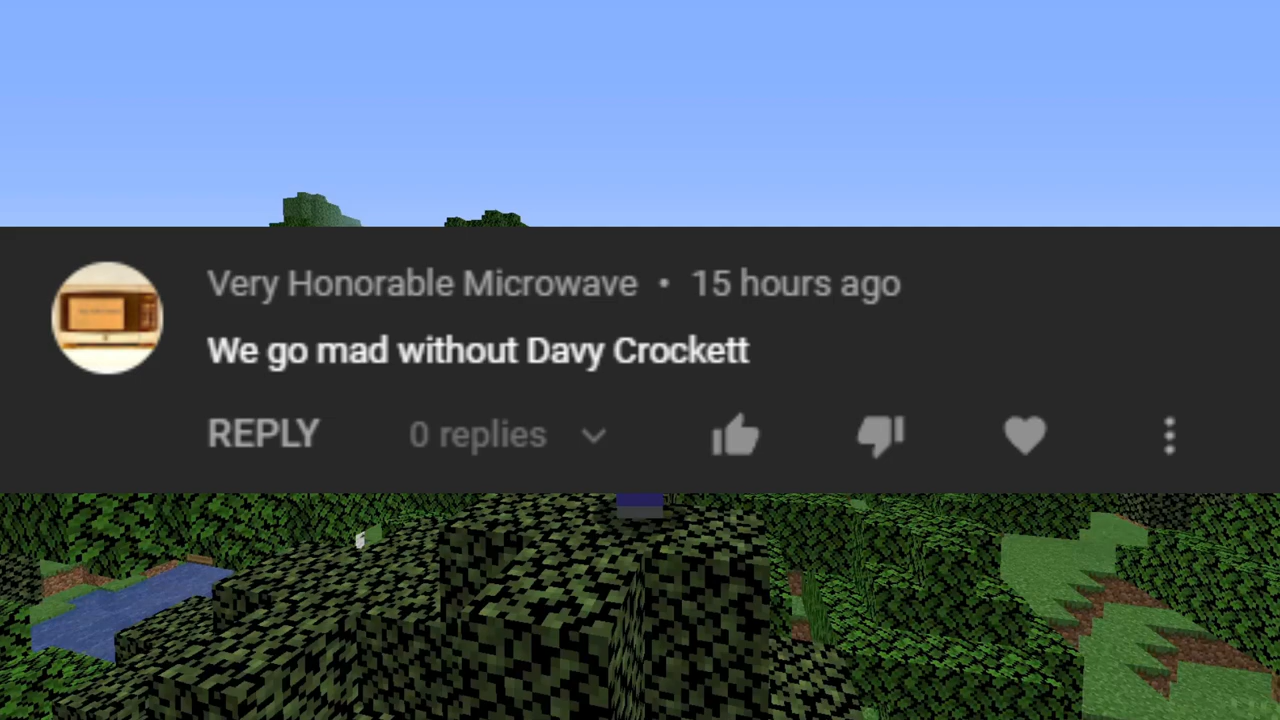 Very Honorable Microwave • 15 hours ago
We go mad without Davy Crockett
REPLY 0 replies